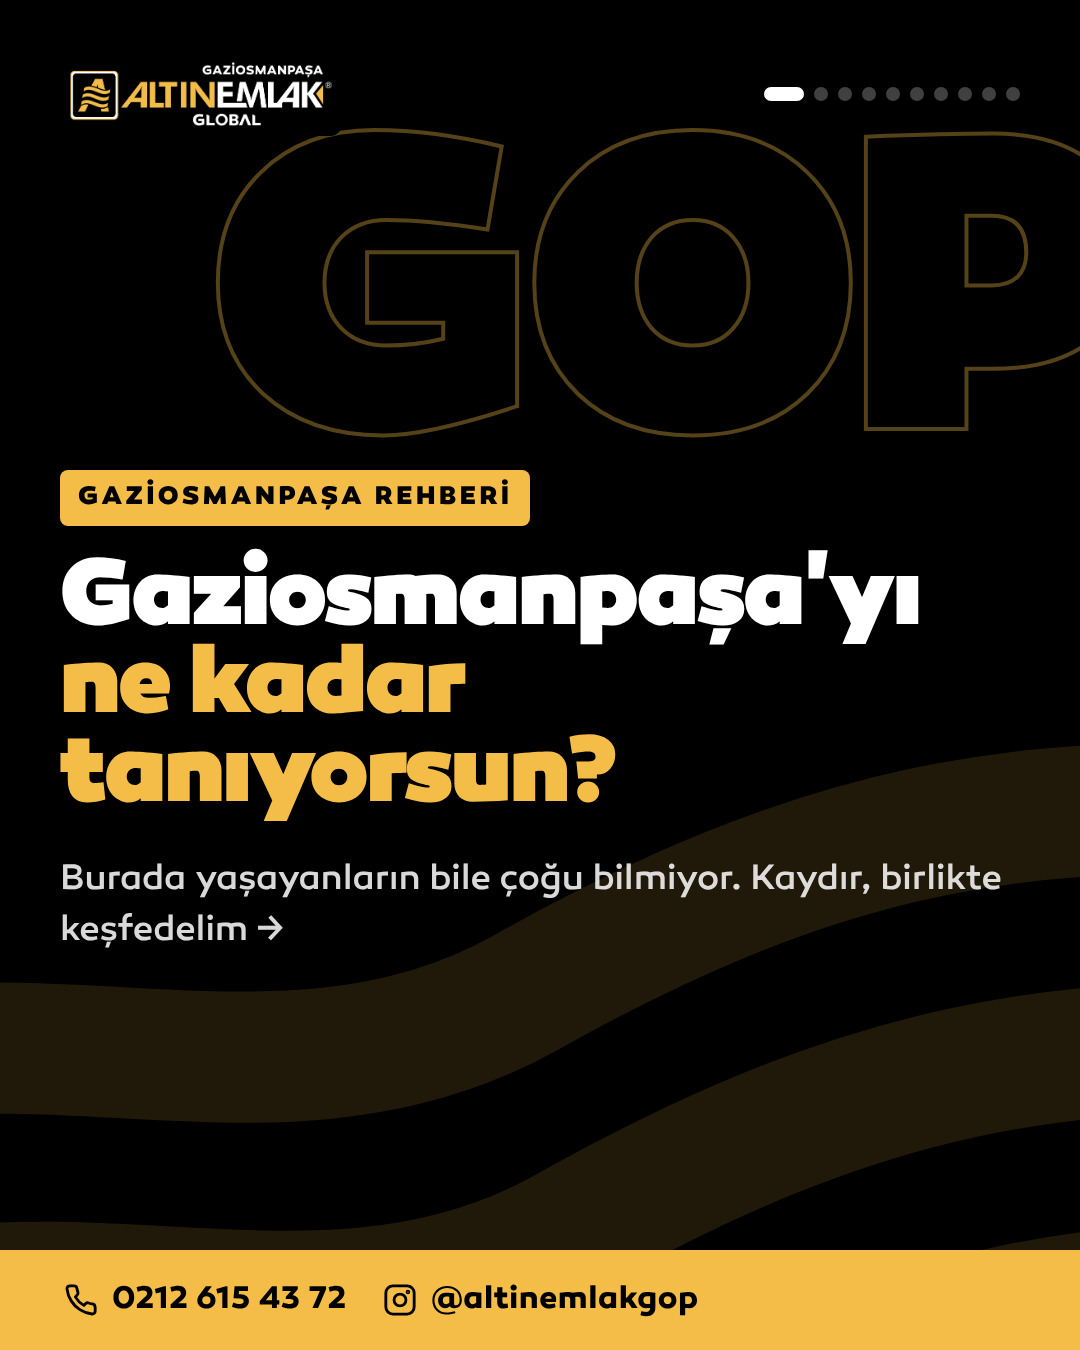 GAZİOSMANPAŞA
ALTINEMLAK®
GLOBAL
GOP
GAZİOSMANPAŞA REHBERİ
Gaziosmanpaşa'yı
ne kadar
tanıyorsun?
Burada yaşayanların bile çoğu bilmiyor. Kaydır, birlikte
keşfedelim →
0212 615 43 72 @altinemlakgop